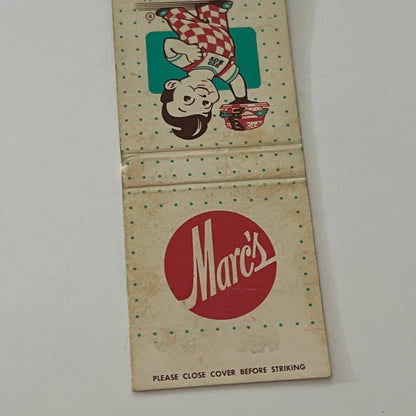 BIG BOY
Marc's
PLEASE CLOSE COVER BEFORE STRIKING